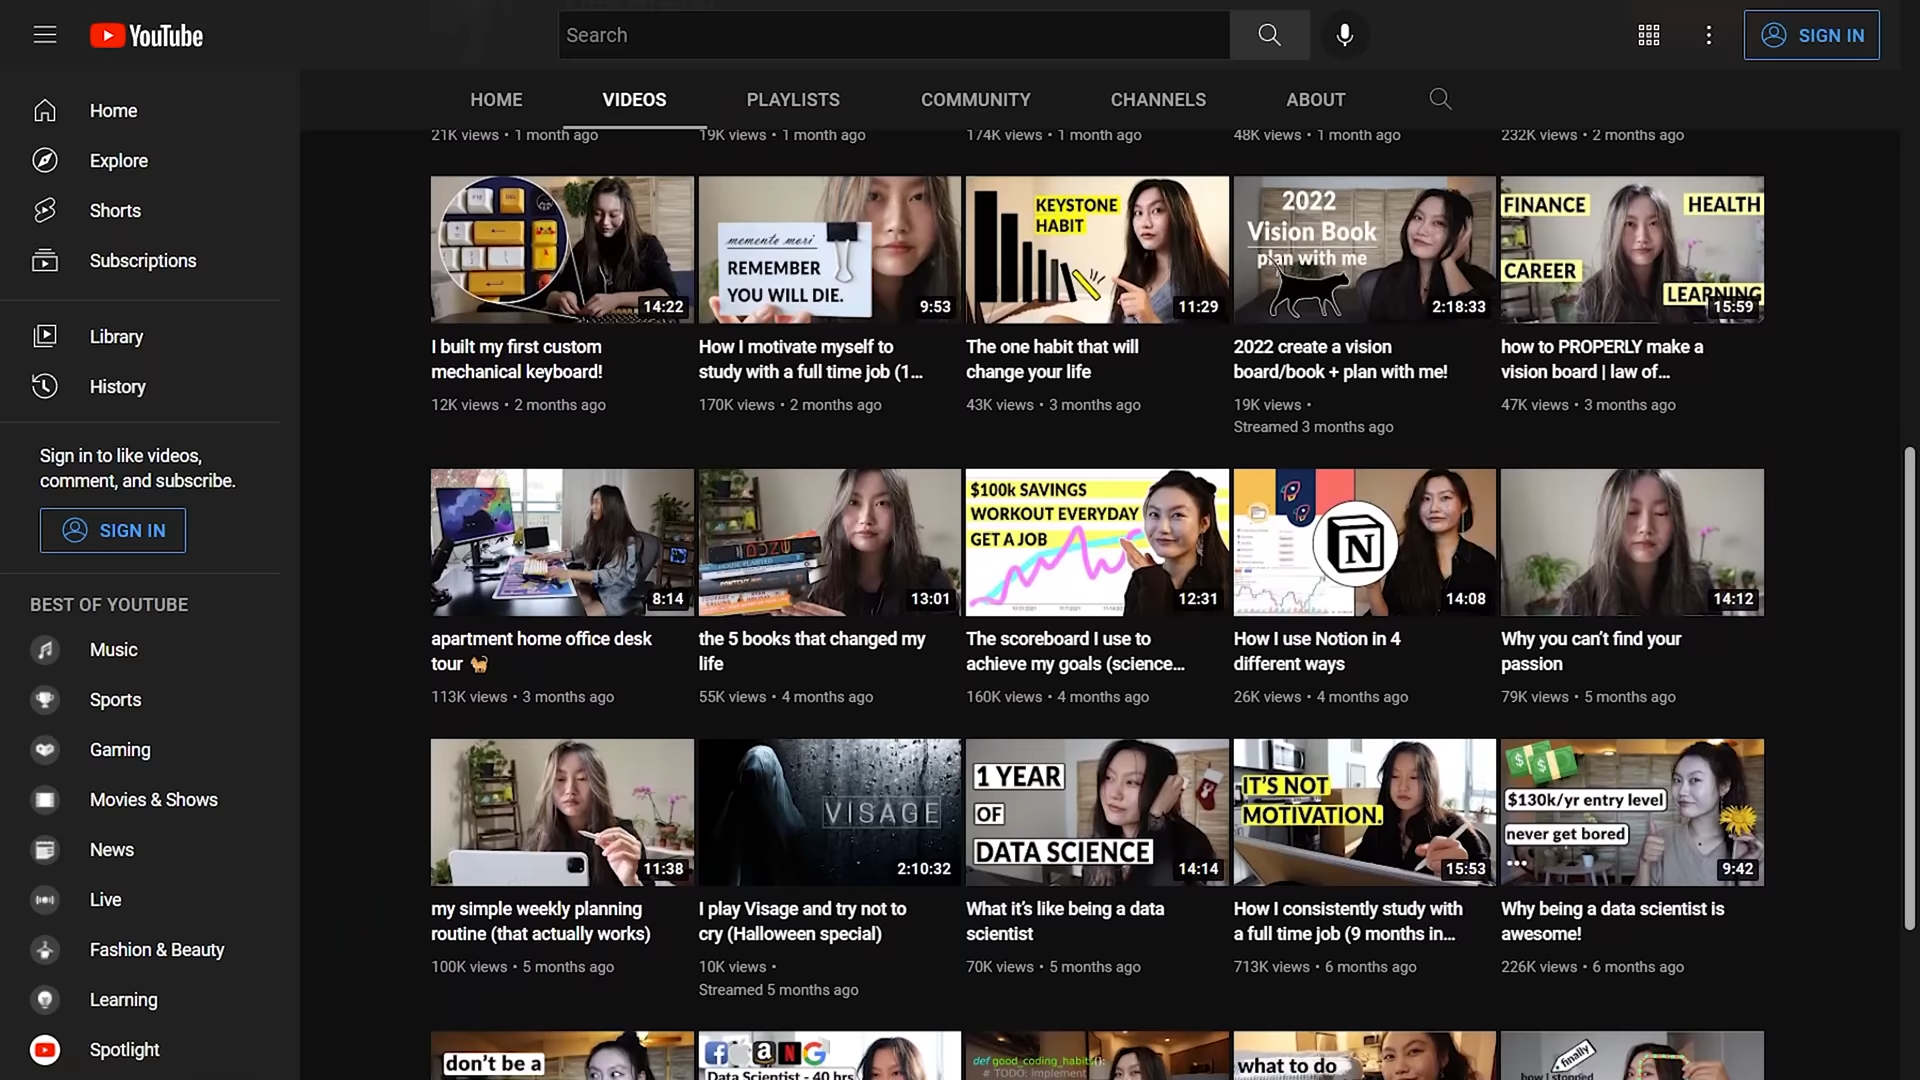 YouTube
Search
SIGN IN
HOME
VIDEOS
PLAYLISTS
COMMUNITY
CHANNELS
ABOUT
Home
Explore
Shorts
Subscriptions
Library
History
Sign in to like videos,
comment, and subscribe.
SIGN IN
BEST OF YOUTUBE
Music
Sports
Gaming
Movies & Shows
News
Live
Fashion & Beauty
Learning
Spotlight
21K views • 1 month ago
19K views • 1 month ago
174K views • 1 month ago
48K views • 1 month ago
232K views • 2 months ago
14:22
I built my first custom
mechanical keyboard!
12K views • 2 months ago
memento mori
REMEMBER
YOU WILL DIE.
9:53
How I motivate myself to
study with a full time job (1...
170K views • 2 months ago
KEYSTONE
HABIT
11:29
The one habit that will
change your life
43K views • 3 months ago
2022
Vision Book
plan with me
2:18:33
2022 create a vision
board/book + plan with me!
19K views •
Streamed 3 months ago
FINANCE
HEALTH
CAREER
LEARNING
15:59
how to PROPERLY make a
vision board | law of...
47K views • 3 months ago
8:14
apartment home office desk
tour 🐈
113K views • 3 months ago
13:01
the 5 books that changed my
life
55K views • 4 months ago
$100k SAVINGS
WORKOUT EVERYDAY
GET A JOB
12:31
The scoreboard I use to
achieve my goals (science...
160K views • 4 months ago
N
14:08
How I use Notion in 4
different ways
26K views • 4 months ago
14:12
Why you can't find your
passion
79K views • 5 months ago
11:38
my simple weekly planning
routine (that actually works)
100K views • 5 months ago
VISAGE
2:10:32
I play Visage and try not to
cry (Halloween special)
10K views •
Streamed 5 months ago
1 YEAR
OF
DATA SCIENCE
14:14
What it's like being a data
scientist
70K views • 5 months ago
IT'S NOT
MOTIVATION.
15:53
How I consistently study with
a full time job (9 months in...
713K views • 6 months ago
$130k/yr entry level
never get bored
...
9:42
Why being a data scientist is
awesome!
226K views • 6 months ago
don't be a
Data Scientist - 40 hrs
def good_coding_habits():
# TODO: implement
what to do
finally
how I stopped